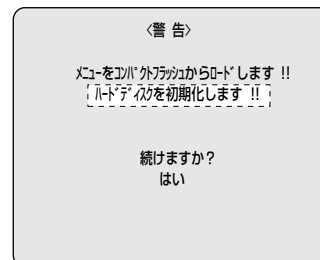 〈警 告〉
ﾒﾆｭｰをｺﾝﾊﾟｸﾄﾌﾗｯｼｭからﾛｰﾄﾞします !!
ﾊｰﾄﾞﾃﾞｨｽｸを初期化します !!
続けますか?
はい